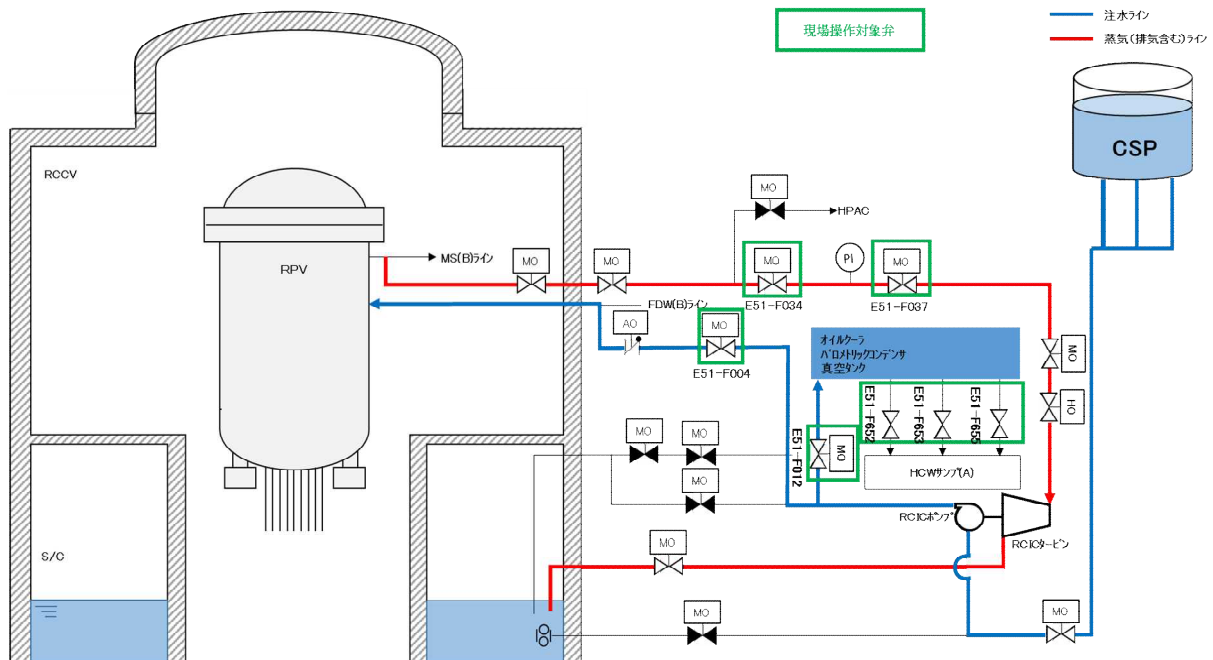 現場操作対象弁
注水ライン
蒸気(排気含む)ライン
CSP
RCCV
MO
HPAC
RPV
MS(B)ライン
MO
MO
MO
PI
MO
E51-F034
E51-F037
FDW(B)ライン
AO
MO
E51-F004
オイルクーラ
バロメトリックコンデンサ
真空タンク
MO
HO
E51-F652
E51-F653
E51-F655
MO
MO
E51-F012
MO
HCWサンプ(A)
MO
RCICポンプ
RCICタービン
S/C
MO
MO
MO